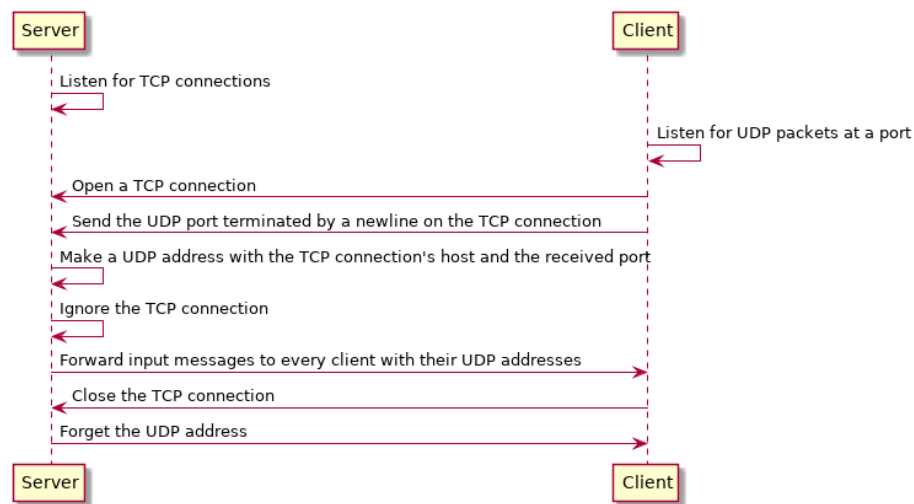 Server Client
Listen for TCP connections
Listen for UDP packets at a port
Open a TCP connection
Send the UDP port terminated by a newline on the TCP connection
Make a UDP address with the TCP connection's host and the received port
Ignore the TCP connection
Forward input messages to every client with their UDP addresses
Close the TCP connection
Forget the UDP address
Server Client